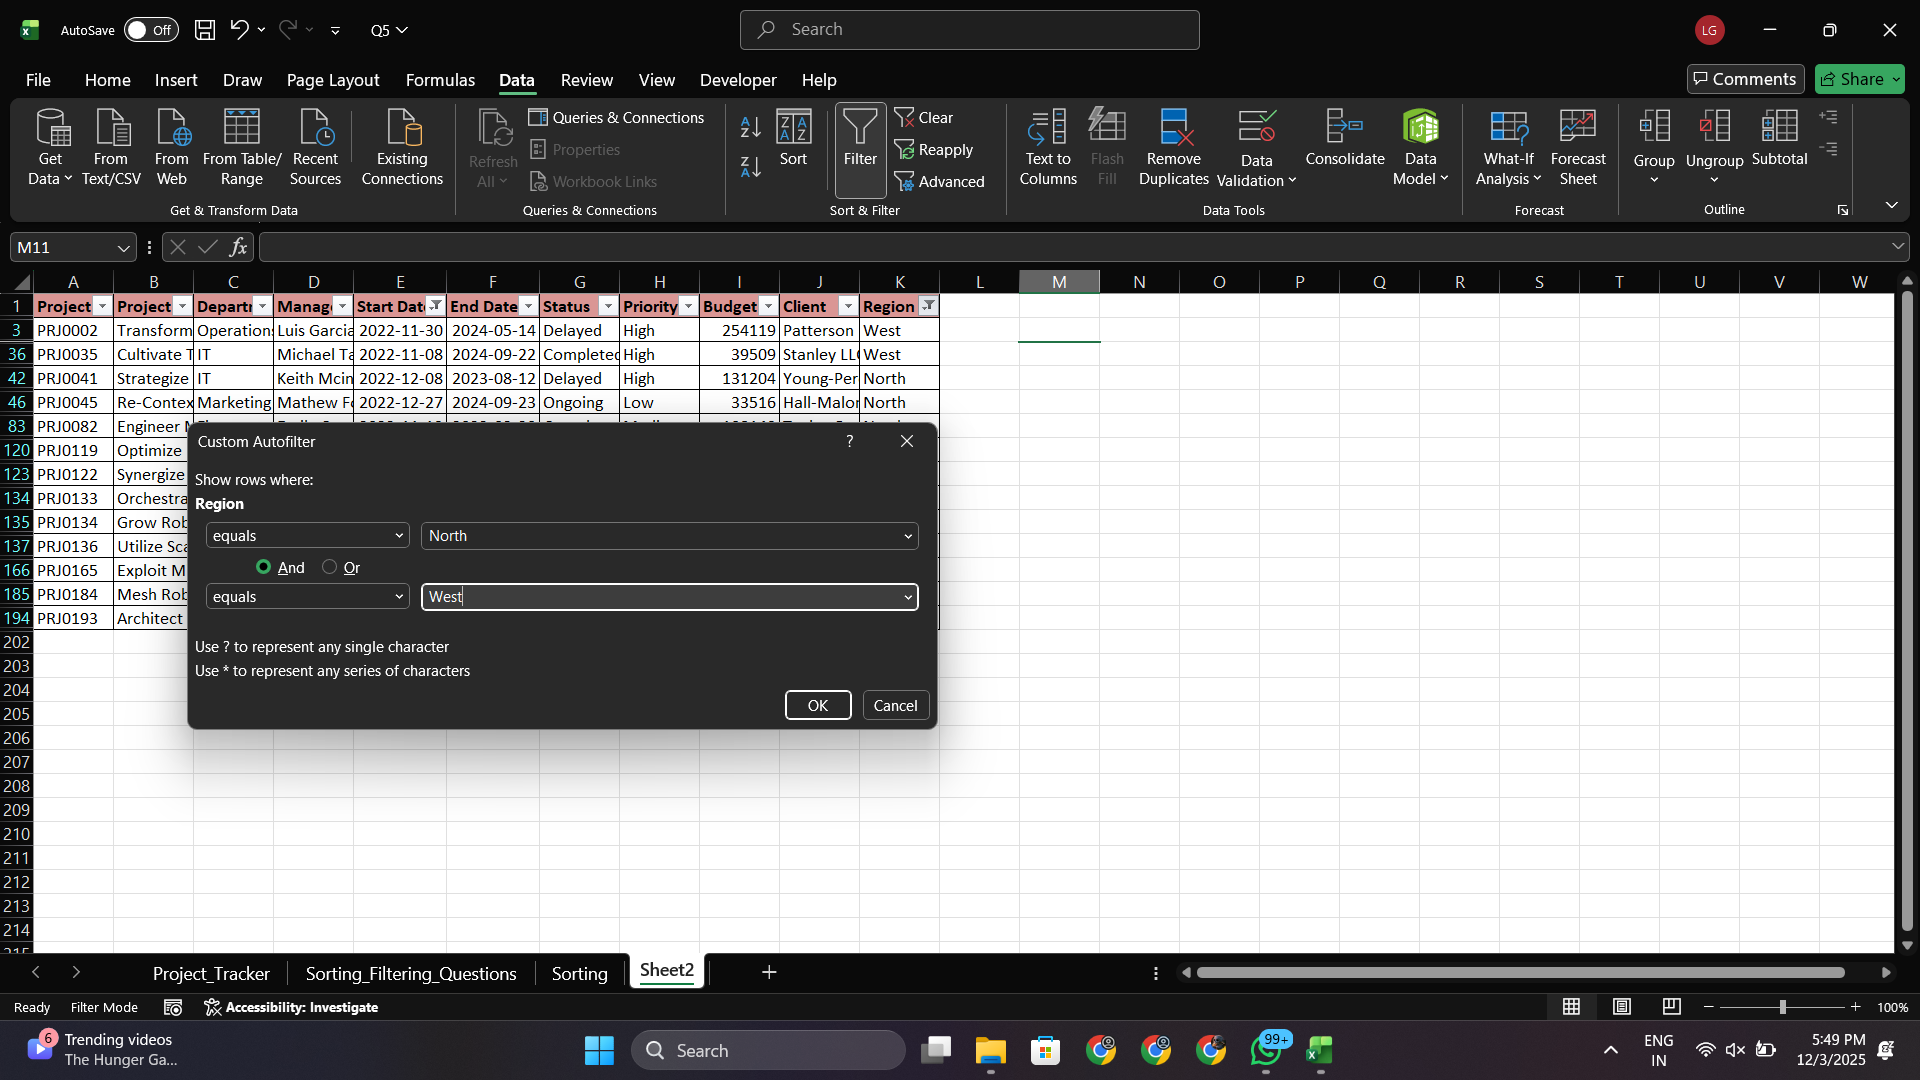 AutoSave Off Q5 Search LG
File Home Insert Draw Page Layout Formulas Data Review View Developer Help Comments Share
Get Data From Text/CSV From Web From Table/ Range Recent Sources Existing Connections
Get & Transform Data
Refresh All Queries & Connections
Properties
Workbook Links
Queries & Connections
Sort Filter Clear
Reapply
Advanced
Sort & Filter
Text to Columns Flash Fill Remove Duplicates Data Validation Consolidate Data Model
Data Tools
What-If Analysis Forecast Sheet
Forecast
Group Ungroup Subtotal
Outline
M11 fx
A B C D E F G H I J K L M N O P Q R S T U V W
1 Project Project Departm Manag Start Dat End Date Status Priority Budget Client Region
3 PRJ0002 Transform Operations Luis Garcia 2022-11-30 2024-05-14 Delayed High 254119 Patterson West
36 PRJ0035 Cultivate T IT Michael Ta 2022-11-08 2024-09-22 Completed High 39509 Stanley LLC West
42 PRJ0041 Strategize IT Keith Mcin 2022-12-08 2023-08-12 Delayed High 131204 Young-Per North
46 PRJ0045 Re-Contex Marketing Mathew Fo 2022-12-27 2024-09-23 Ongoing Low 33516 Hall-Malon North
83 PRJ0082 Engineer
120 PRJ0119 Optimize
123 PRJ0122 Synergize
134 PRJ0133 Orchestra
135 PRJ0134 Grow Rob
137 PRJ0136 Utilize Sca
166 PRJ0165 Exploit M
185 PRJ0184 Mesh Rob
194 PRJ0193 Architect
202
203
204
205
206
207
208
209
210
211
212
213
214
215
Custom Autofilter ?
Show rows where:
Region
equals North
And Or
equals West
Use ? to represent any single character
Use * to represent any series of characters
OK Cancel
Project_Tracker Sorting_Filtering_Questions Sorting Sheet2
Ready Filter Mode Accessibility: Investigate 100%
6 Trending videos
The Hunger Ga...
Search
99+
ENG
IN
5:49 PM
12/3/2025